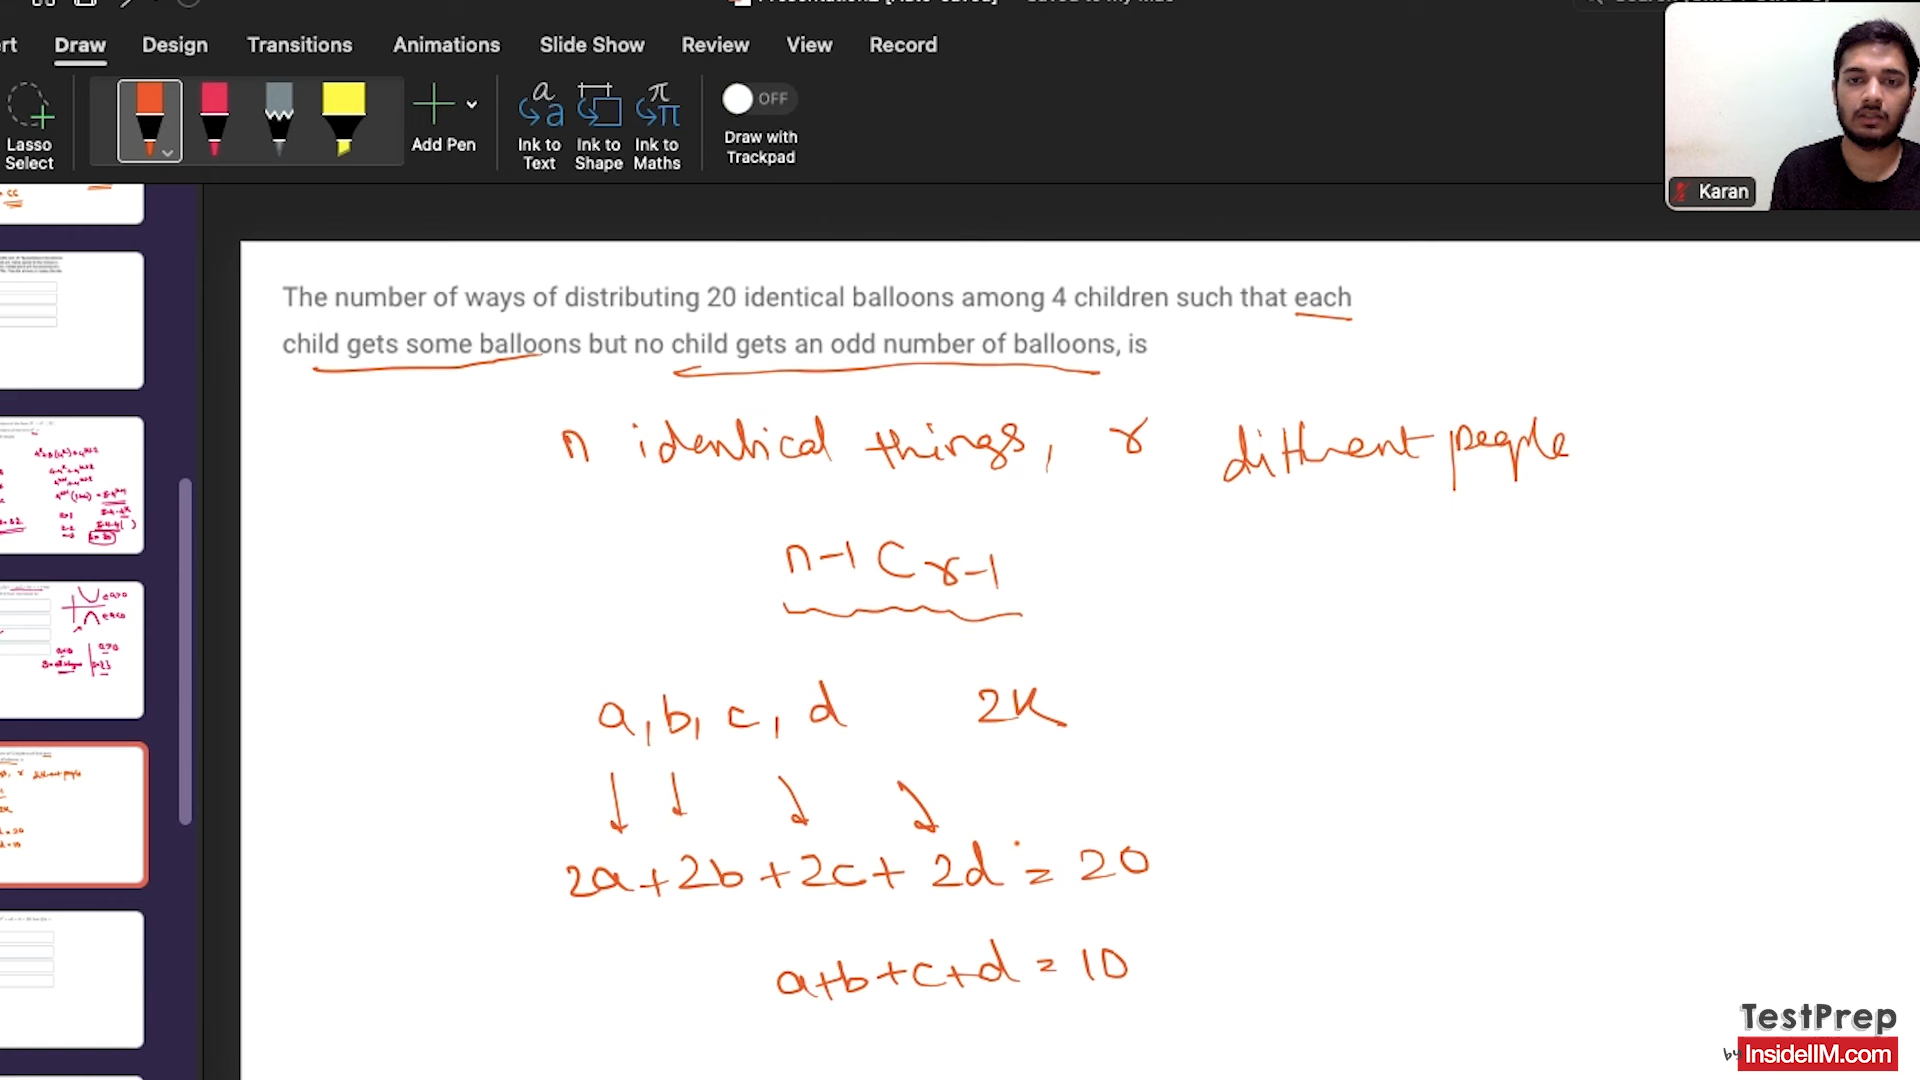 Draw Design Transitions Animations Slide Show Review View Record
OFF
Lasso Select
Add Pen
Ink to Text
Ink to Shape
Ink to Maths
Draw with Trackpad
Karan
The number of ways of distributing 20 identical balloons among 4 children such that each
child gets some balloons but no child gets an odd number of balloons, is
n identical things, r different people
n-1 C r-1
a, b, c, d 2K
2a+2b+2c+2d = 20
a+b+c+d = 10
TestPrep
by InsideIIM.com